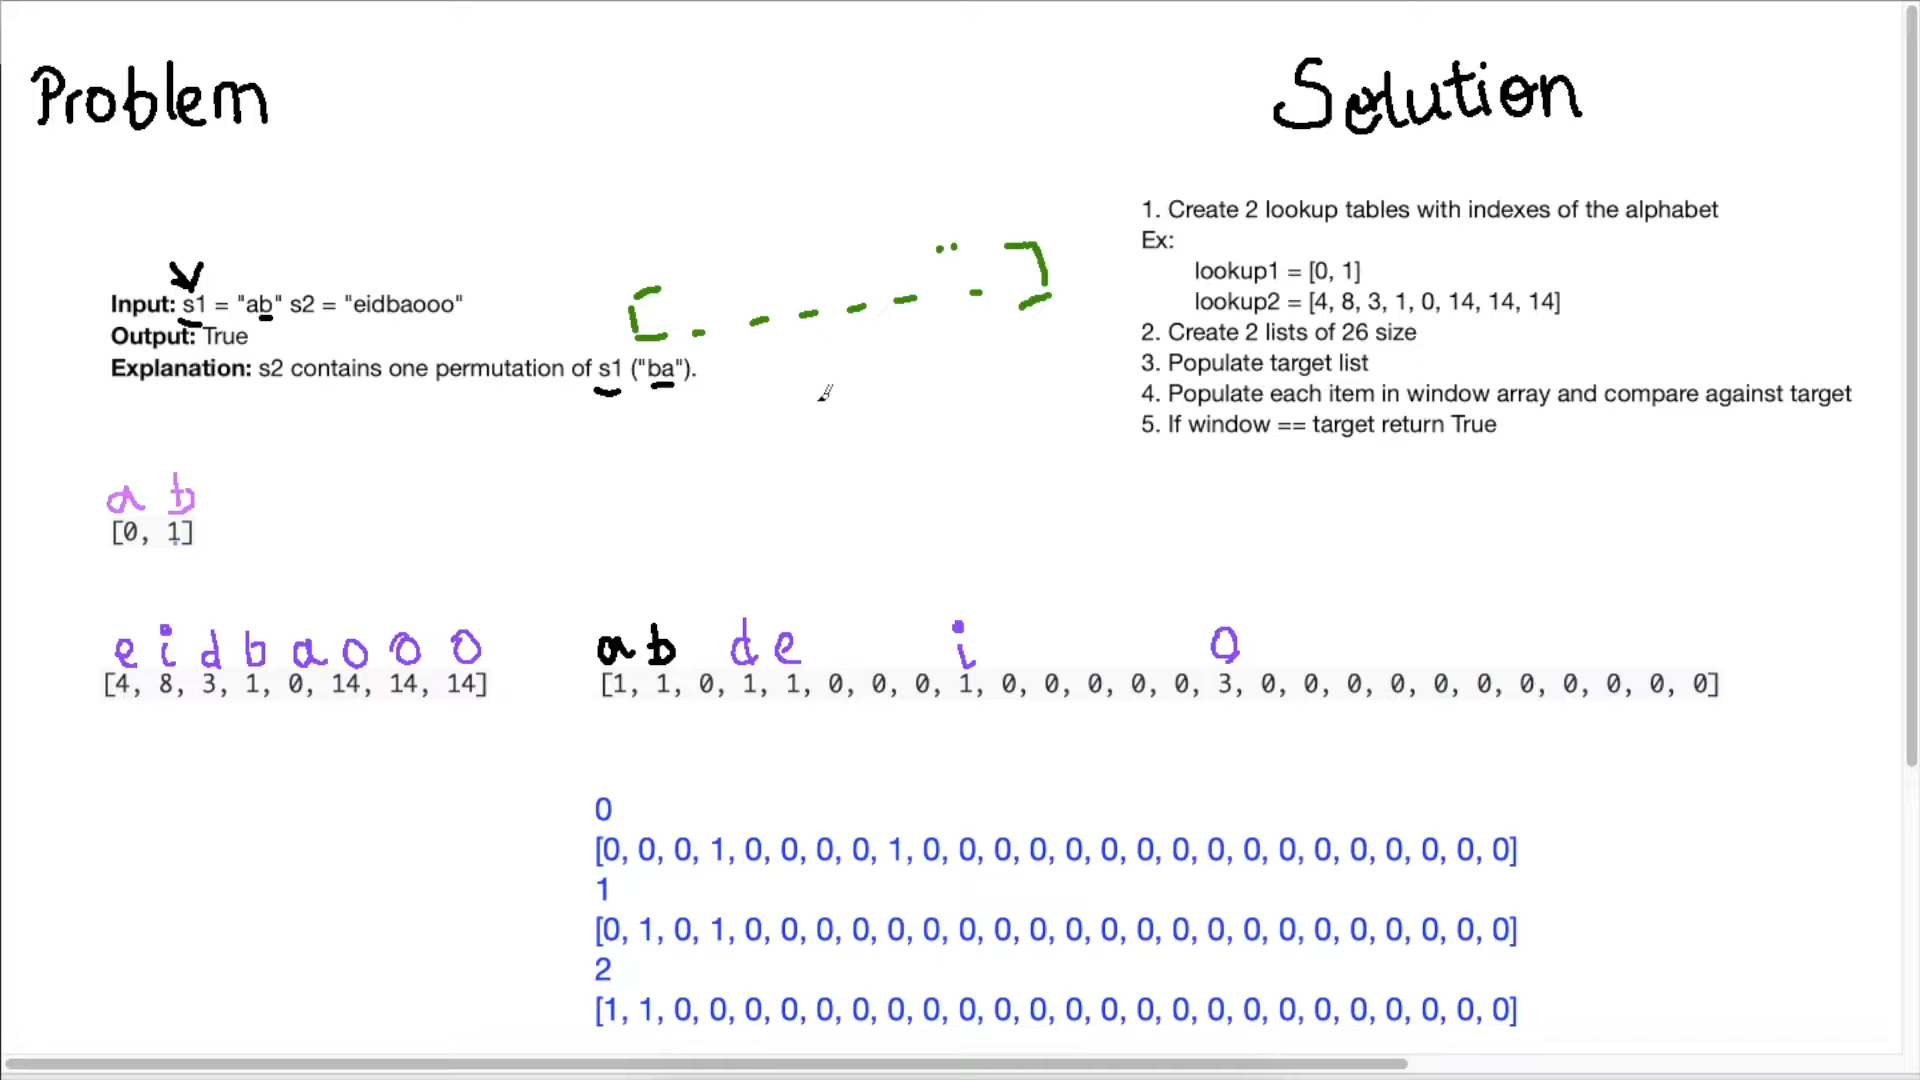 Problem
Solution
Input: s1 = "ab" s2 = "eidbaooo"
Output: True
Explanation: s2 contains one permutation of s1 ("ba").
1. Create 2 lookup tables with indexes of the alphabet
Ex:
lookup1 = [0, 1]
lookup2 = [4, 8, 3, 1, 0, 14, 14, 14]
2. Create 2 lists of 26 size
3. Populate target list
4. Populate each item in window array and compare against target
5. If window == target return True
a b
[0, 1]
e i d b a o o o
[4, 8, 3, 1, 0, 14, 14, 14]
a b d e i o
[1, 1, 0, 1, 1, 0, 0, 0, 1, 0, 0, 0, 0, 0, 3, 0, 0, 0, 0, 0, 0, 0, 0, 0, 0, 0]
0
[0, 0, 0, 1, 0, 0, 0, 0, 1, 0, 0, 0, 0, 0, 0, 0, 0, 0, 0, 0, 0, 0, 0, 0, 0, 0]
1
[0, 1, 0, 1, 0, 0, 0, 0, 0, 0, 0, 0, 0, 0, 0, 0, 0, 0, 0, 0, 0, 0, 0, 0, 0, 0]
2
[1, 1, 0, 0, 0, 0, 0, 0, 0, 0, 0, 0, 0, 0, 0, 0, 0, 0, 0, 0, 0, 0, 0, 0, 0, 0]